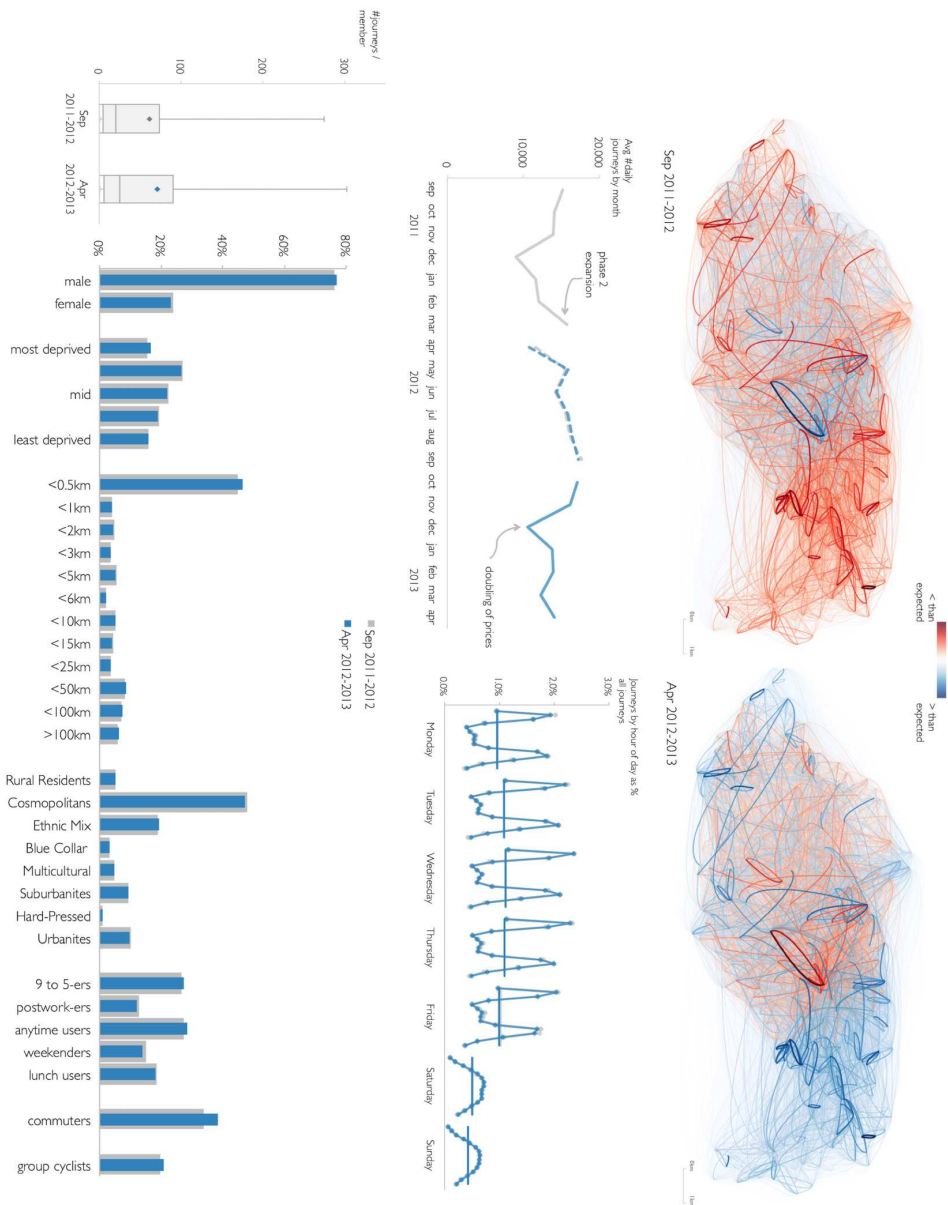 Sep 2011-2012
< than
expected
> than
expected
Apr 2012-2013
0km
1km
0km
1km
Avg #daily
journeys by month
20,000
10,000
0
phase 2
expansion
doubling of prices
sep
oct
nov
dec
jan
feb
mar
apr
may
jun
jul
aug
sep
oct
nov
dec
jan
feb
mar
apr
2011
2012
2013
Journeys by hour of day as %
all journeys
3.0%
2.0%
1.0%
0.0%
Monday
Tuesday
Wednesday
Thursday
Friday
Saturday
Sunday
#journeys /
member
300
200
100
0
Sep
2011-2012
Apr
2012-2013
Sep 2011-2012
Apr 2012-2013
80%
60%
40%
20%
0%
male
female
most deprived
mid
least deprived
<0.5km
<1km
<2km
<3km
<5km
<6km
<10km
<15km
<25km
<50km
<100km
>100km
Rural Residents
Cosmopolitans
Ethnic Mix
Blue Collar
Multicultural
Suburbanites
Hard-Pressed
Urbanites
9 to 5-ers
postwork-ers
anytime users
weekenders
lunch users
commuters
group cyclists